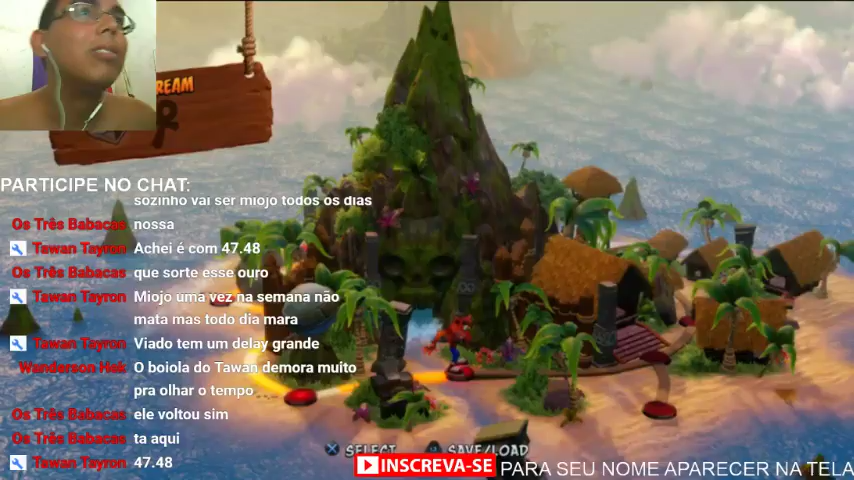 REAM
PARTICIPE NO CHAT:
sozinho vai ser miojo todos os dias
Os Três Babacas nossa
Tawan Tayron Achei é com 47.48
Os Três Babacas que sorte esse ouro
Tawan Tayron Miojo uma vez na semana não
mata mas todo dia mara
Tawan Tayron Viado tem um delay grande
Wanderson Hek O boiola do Tawan demora muito
pra olhar o tempo
Os Três Babacas ele voltou sim
Os Três Babacas ta aqui
Tawan Tayron 47.48
SELECT SAVE/LOAD
INSCREVA-SE PARA SEU NOME APARECER NA TELA